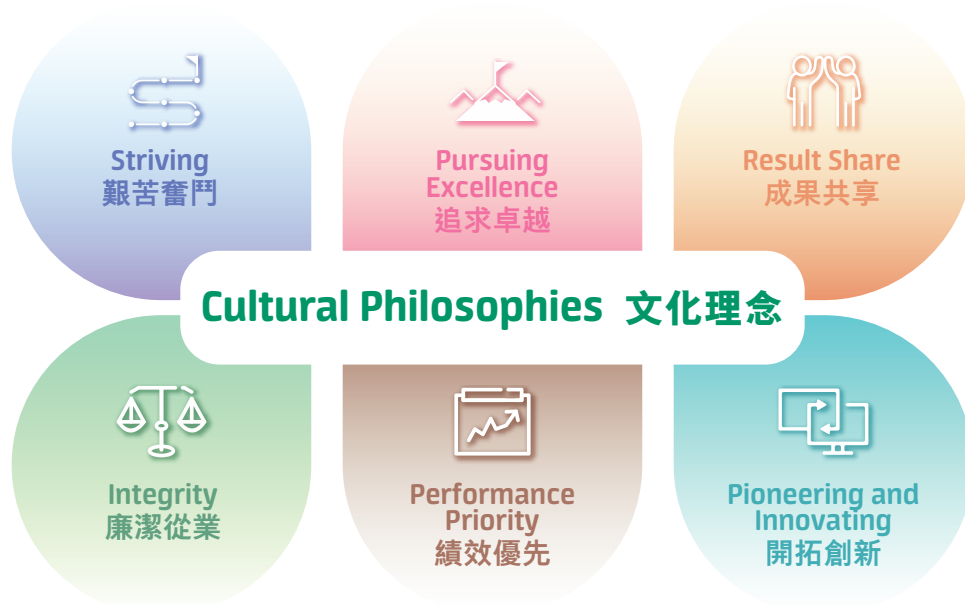 Striving
艱苦奮鬥
Pursuing
Excellence
追求卓越
Result Share
成果共享
Cultural Philosophies 文化理念
Integrity
廉潔從業
Performance
Priority
績效優先
Pioneering and
Innovating
開拓創新